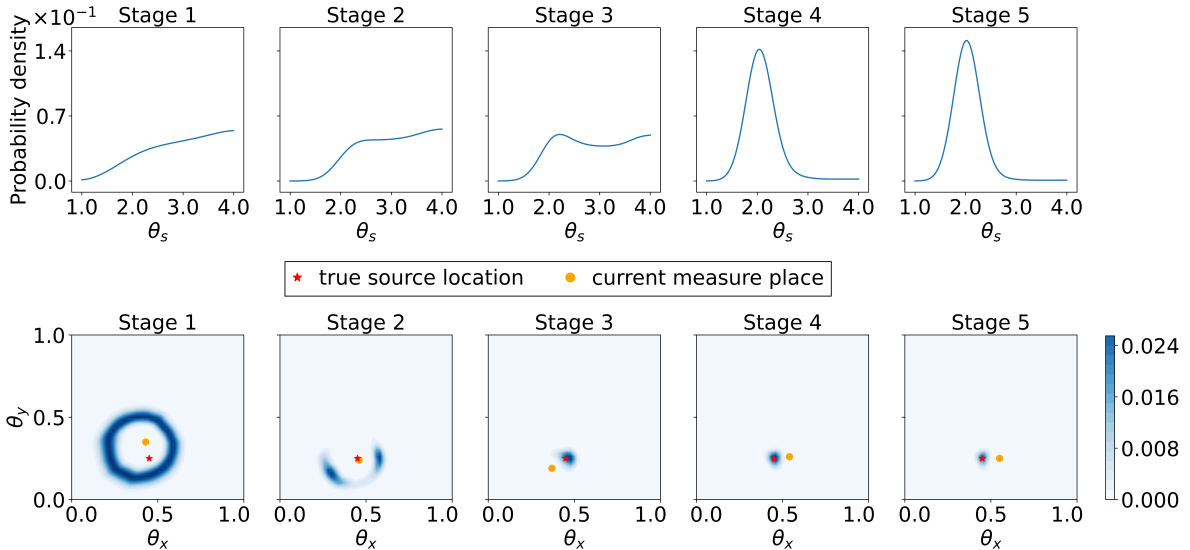 ×10⁻¹ Stage 1 Stage 2 Stage 3 Stage 4 Stage 5
Probability density
1.4
0.7
0.0
1.0 2.0 3.0 4.0 1.0 2.0 3.0 4.0 1.0 2.0 3.0 4.0 1.0 2.0 3.0 4.0 1.0 2.0 3.0 4.0
θs θs θs θs θs
true source location current measure place
Stage 1 Stage 2 Stage 3 Stage 4 Stage 5
1.0
0.5
0.0
θy
0.0 0.5 1.0 0.0 0.5 1.0 0.0 0.5 1.0 0.0 0.5 1.0 0.0 0.5 1.0
θx θx θx θx θx
0.024
0.016
0.008
0.000